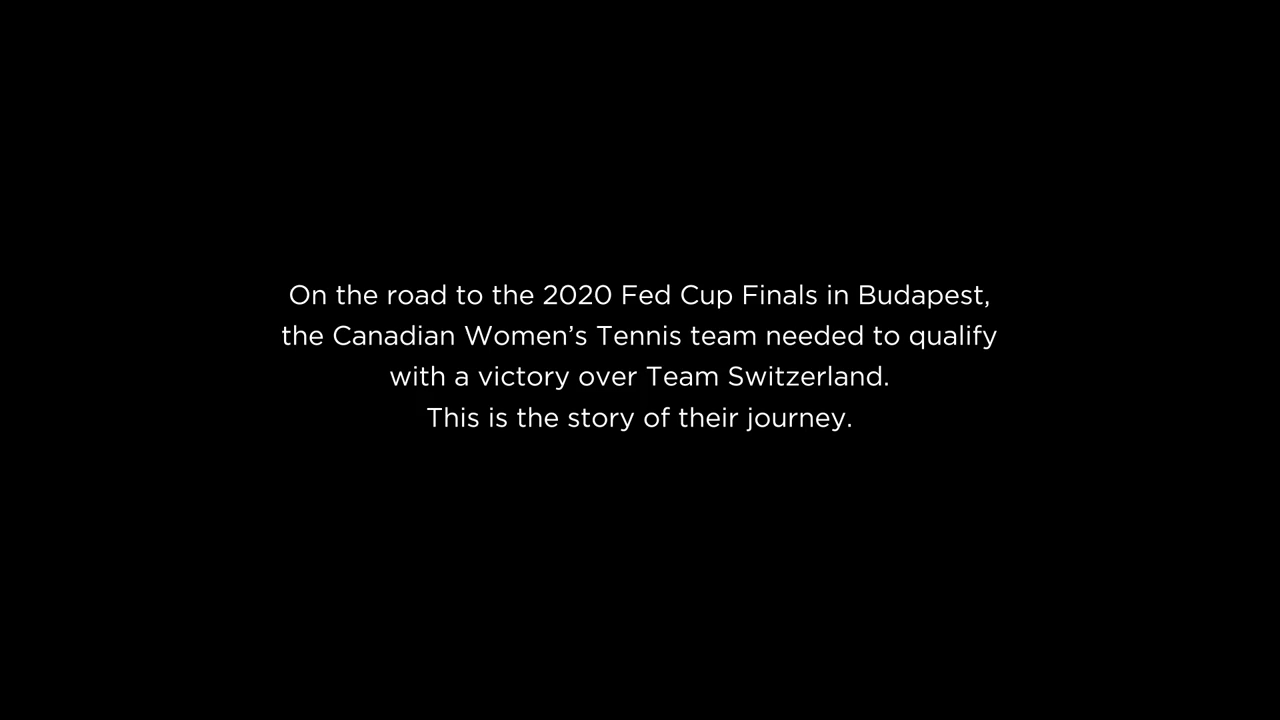 On the road to the 2020 Fed Cup Finals in Budapest,
the Canadian Women’s Tennis team needed to qualify
with a victory over Team Switzerland.
This is the story of their journey.